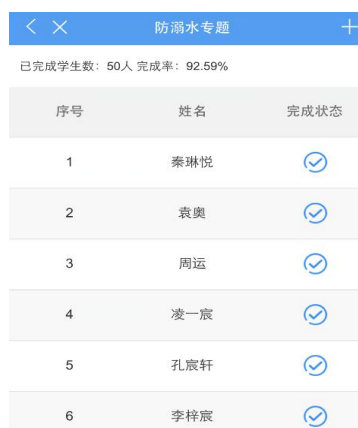 防溺水专题
已完成学生数：50人 完成率：92.59%
序号 姓名 完成状态
1 秦琳悦
2 袁奥
3 周运
4 凌一宸
5 孔宸轩
6 李梓宸